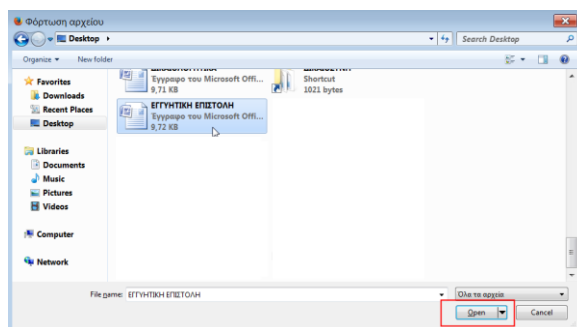 Φόρτωση αρχείου
Desktop
Search Desktop
Organize
New folder
Favorites
Downloads
Recent Places
Desktop
Libraries
Documents
Music
Pictures
Videos
Computer
Network
Έγγραφο του Microsoft Offi...
9,71 KB
Shortcut
1021 bytes
ΕΓΓΥΗΤΙΚΗ ΕΠΙΣΤΟΛΗ
Έγγραφο του Microsoft Offi...
9,72 KB
File name: ΕΓΓΥΗΤΙΚΗ ΕΠΙΣΤΟΛΗ
Όλα τα αρχεία
Open
Cancel